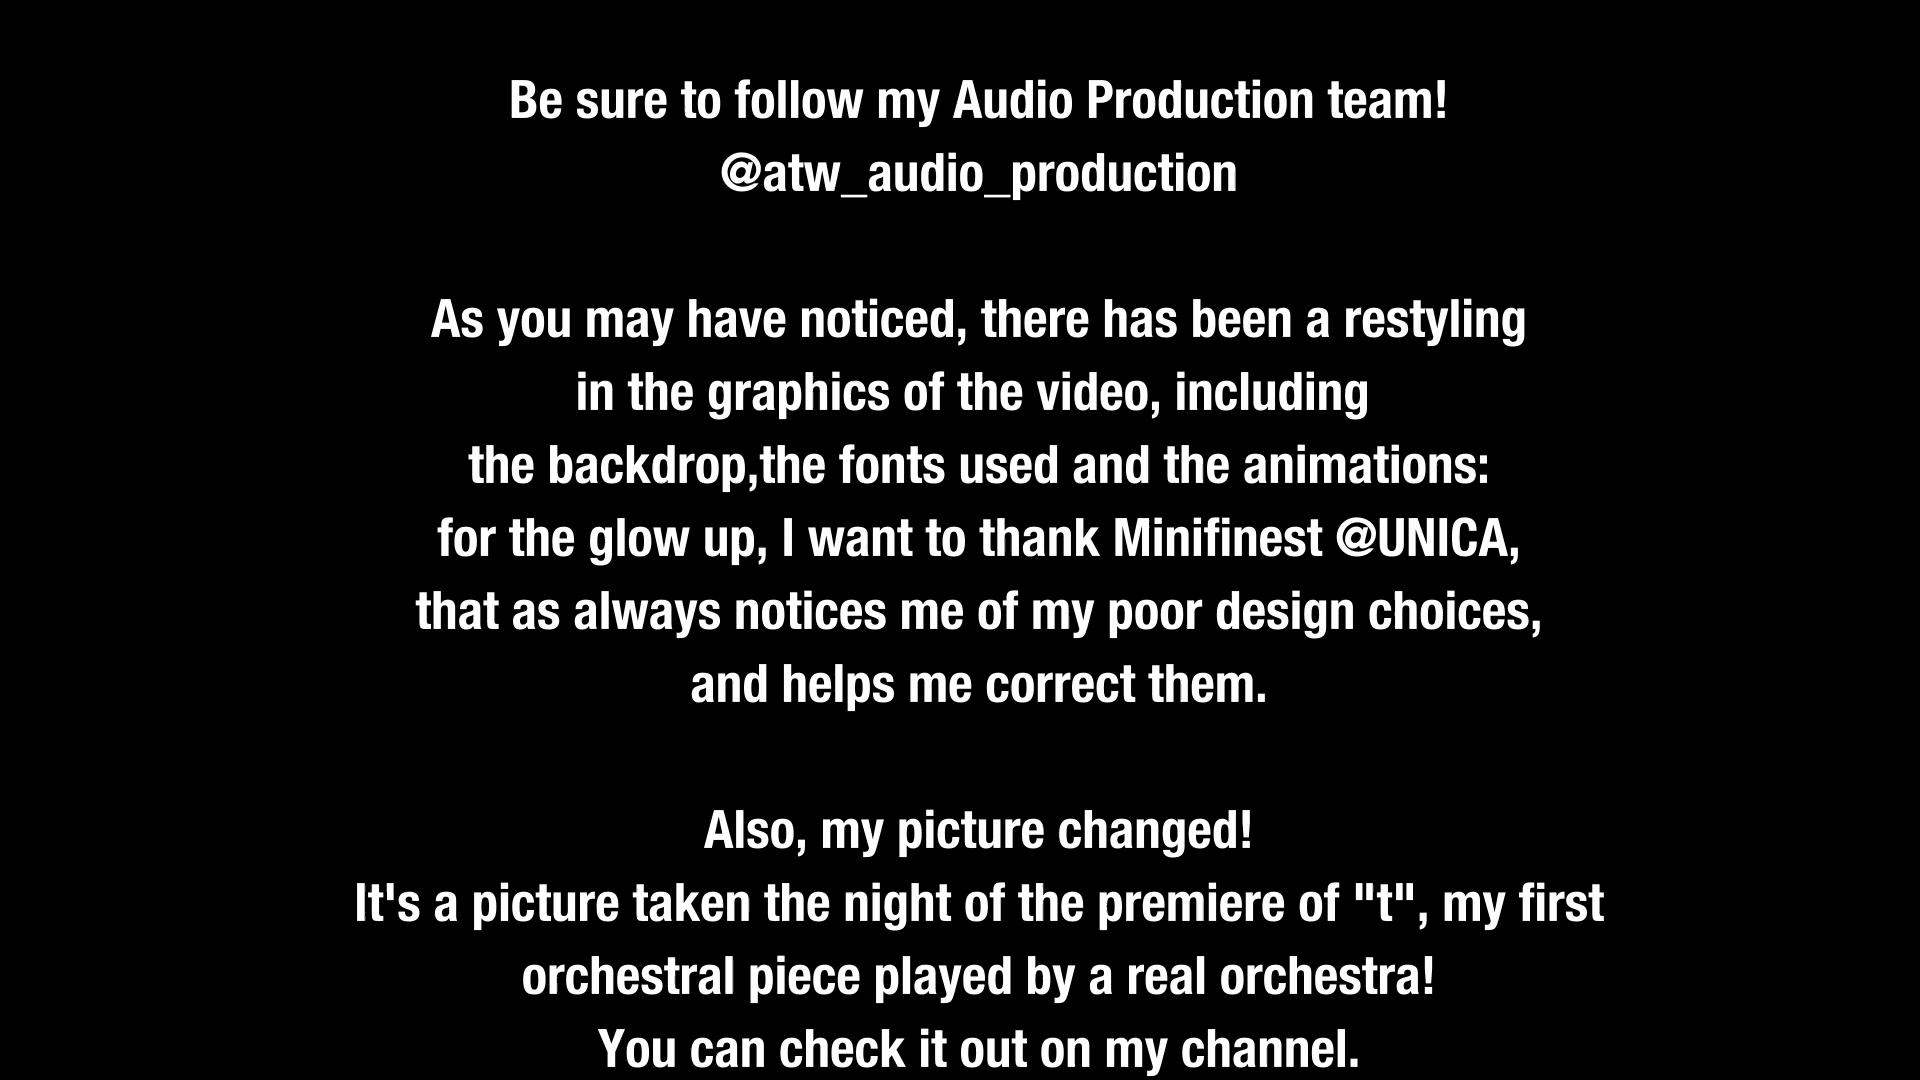 Be sure to follow my Audio Production team!
@atw_audio_production
As you may have noticed, there has been a restyling
in the graphics of the video, including
the backdrop,the fonts used and the animations:
for the glow up, I want to thank Minifinest @UNICA,
that as always notices me of my poor design choices,
and helps me correct them.
Also, my picture changed!
It's a picture taken the night of the premiere of "t", my first
orchestral piece played by a real orchestra!
You can check it out on my channel.